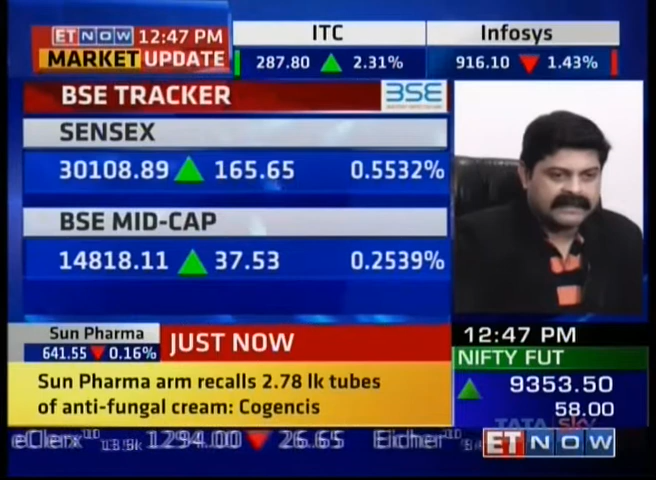 ET NOW 12:47 PM
MARKET UPDATE
ITC
287.80 ▲ 2.31%
Infosys
916.10 ▼ 1.43%
BSE TRACKER
BSE
SENSEX
30108.89 ▲ 165.65 0.5532%
BSE MID-CAP
14818.11 ▲ 37.53 0.2539%
Sun Pharma
641.55 ▼ 0.16%
JUST NOW
Sun Pharma arm recalls 2.78 lk tubes
of anti-fungal cream: Cogencis
12:47 PM
NIFTY FUT
▲ 9353.50
58.00
TATA sky
eClerx 1294.00 ▼ 26.65 Eicher
ET NOW